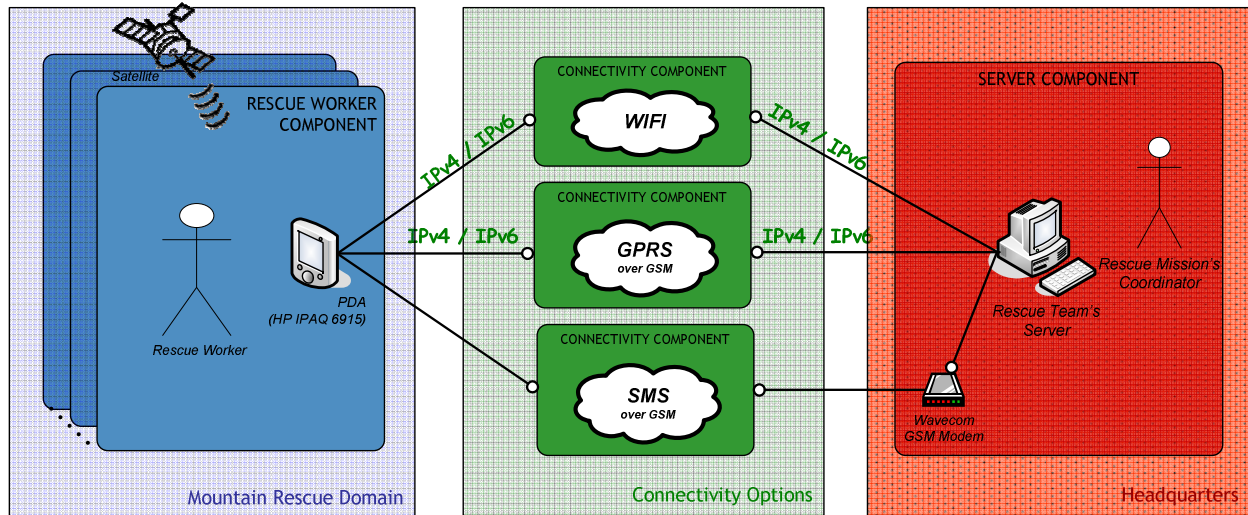 Satellite
RESCUE WORKER
COMPONENT
Rescue Worker
PDA
(HP IPAQ 6915)
Mountain Rescue Domain
IPv4 / IPv6
IPv4 / IPv6
CONNECTIVITY COMPONENT
WIFI
CONNECTIVITY COMPONENT
GPRS
over GSM
CONNECTIVITY COMPONENT
SMS
over GSM
Connectivity Options
IPv4 / IPv6
IPv4 / IPv6
SERVER COMPONENT
Rescue Mission's
Coordinator
Rescue Team's
Server
Wavecom
GSM Modem
Headquarters